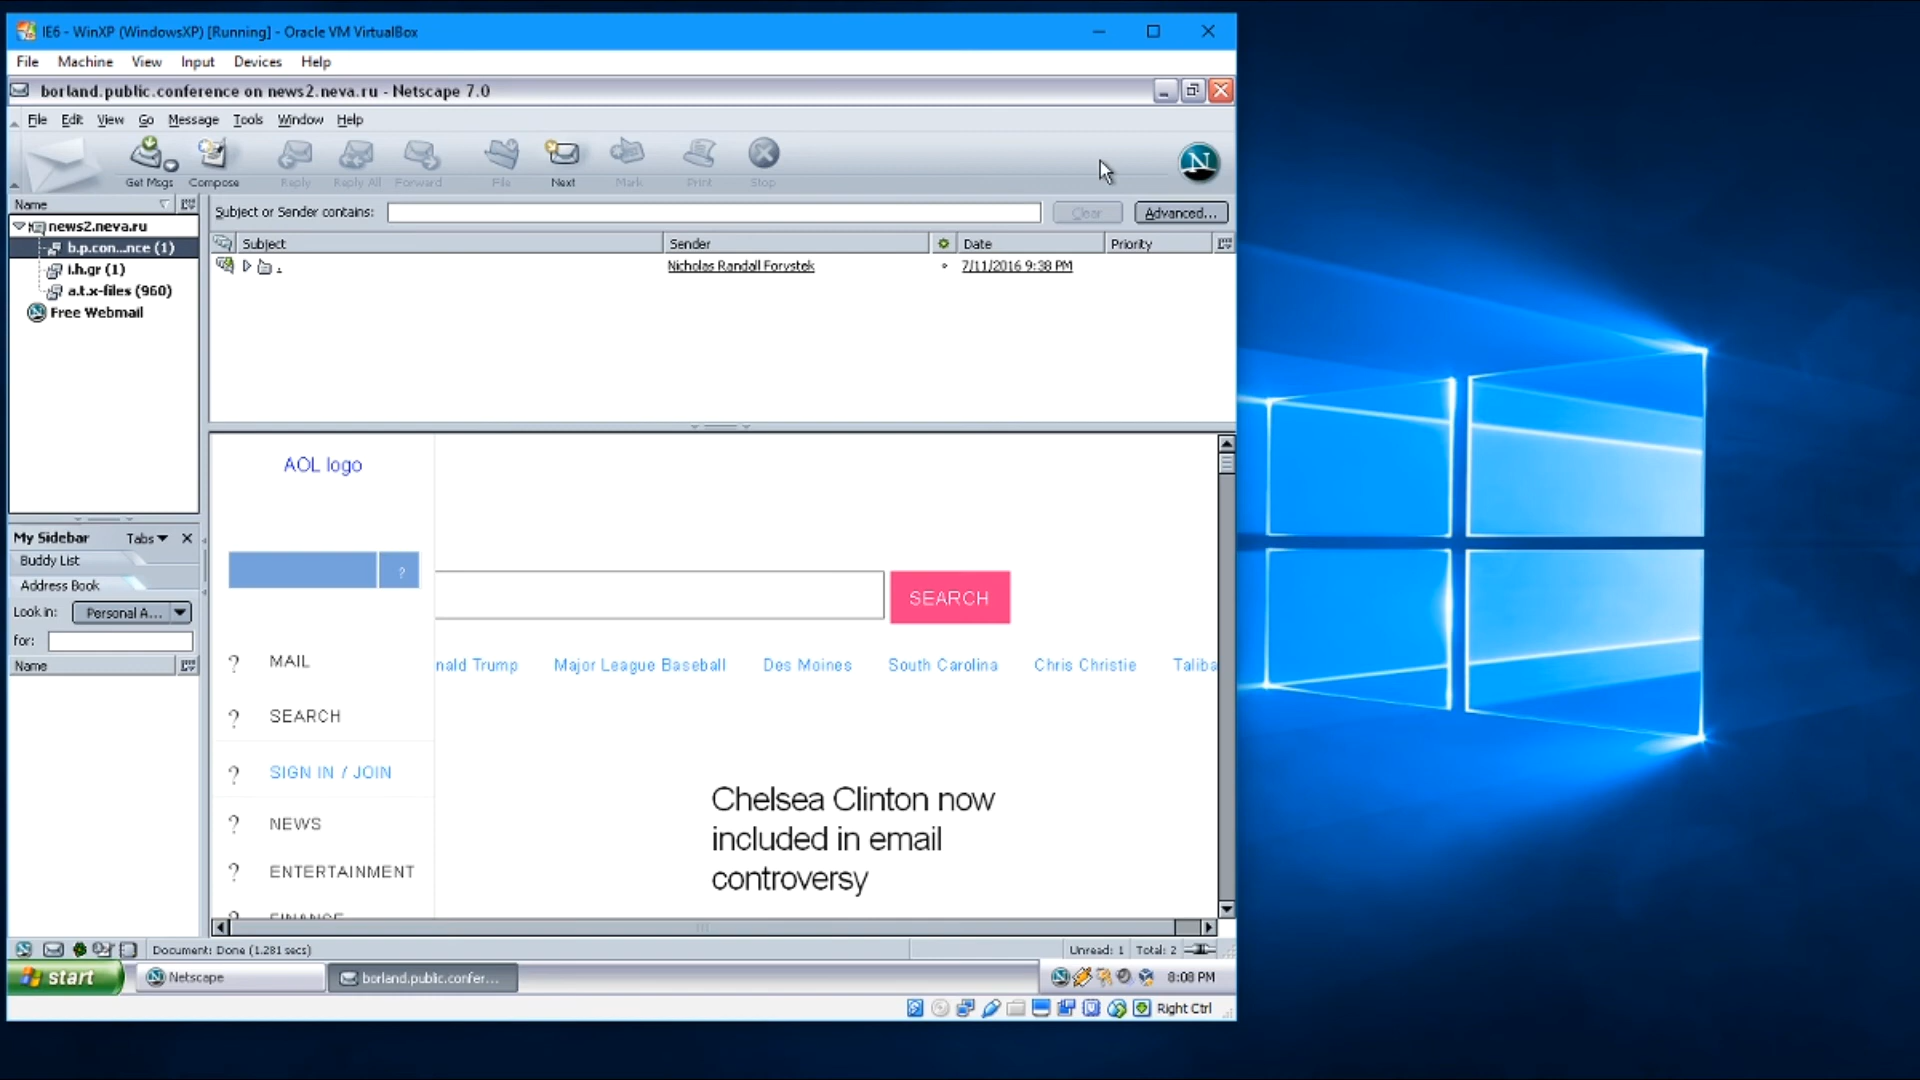 IE6 - WinXP (WindowsXP) [Running] - Oracle VM VirtualBox
File Machine View Input Devices Help
borland.public.conference on news2.neva.ru - Netscape 7.0
File Edit View Go Message Tools Window Help
Get Msgs Compose Reply Reply All Forward File Next Mark Print Stop
N
Name
news2.neva.ru
b.p.con...nce (1)
i.h.gr (1)
a.t.x-files (960)
Free Webmail
Subject or Sender contains: Clear Advanced...
Subject Sender Date Priority
. Nicholas Randall Forystek 7/11/2016 9:38 PM
My Sidebar Tabs
Buddy List
Address Book
Look in: Personal A...
for:
Name
AOL logo
?
SEARCH
nald Trump Major League Baseball Des Moines South Carolina Chris Christie Taliba
? MAIL
? SEARCH
? SIGN IN / JOIN
? NEWS
? ENTERTAINMENT
? FINANCE
Chelsea Clinton now
included in email
controversy
Document: Done (1.281 secs) Unread: 1 Total: 2
start Netscape borland.public.confer... 8:08 PM
Right Ctrl